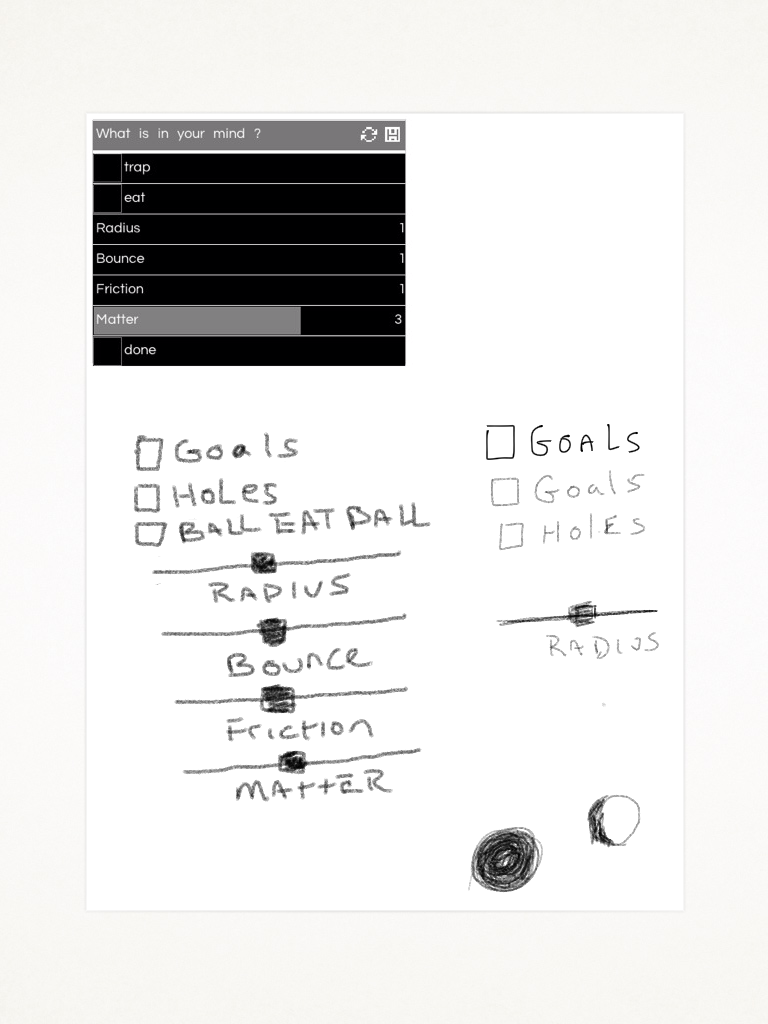 What is in your mind ?
trap
eat
Radius 1
Bounce 1
Friction 1
Matter 3
done
Goals
HoLes
BALL EAT BALL
RADIUS
BounCe
Friction
MAttER
GOALS
Goals
HolES
RADIUS